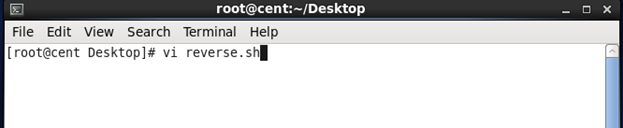 root@cent:~/Desktop
File Edit View Search Terminal Help
[root@cent Desktop]# vi reverse.sh